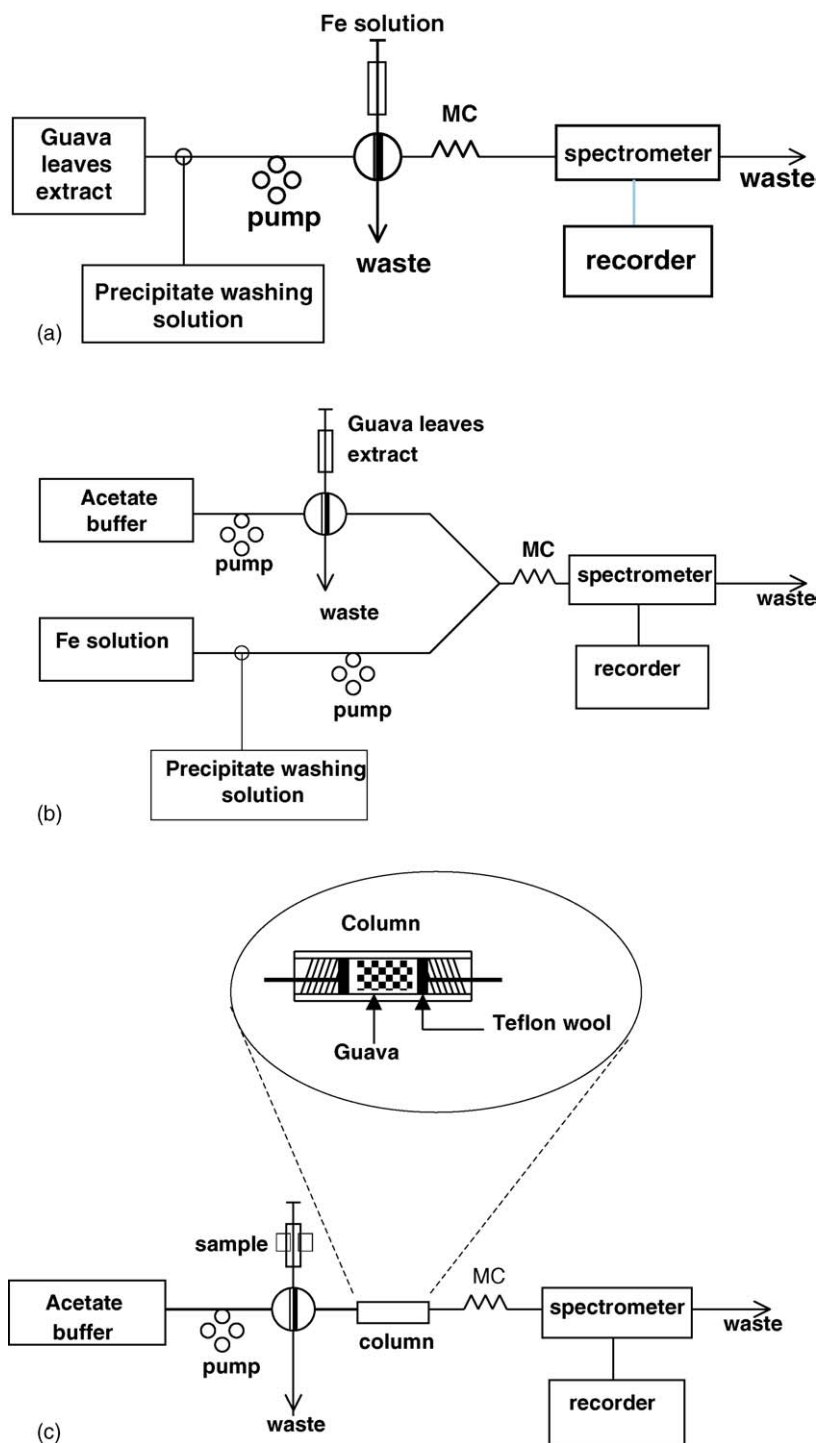 Fe solution
Guava
leaves
extract
MC
spectrometer
waste
pump
waste
recorder
Precipitate washing
solution
(a)
Guava leaves
extract
Acetate
buffer
pump
MC
spectrometer
waste
waste
Fe solution
recorder
pump
Precipitate washing
solution
(b)
Column
Teflon wool
Guava
sample
MC
Acetate
buffer
spectrometer
waste
column
pump
waste
recorder
(c)